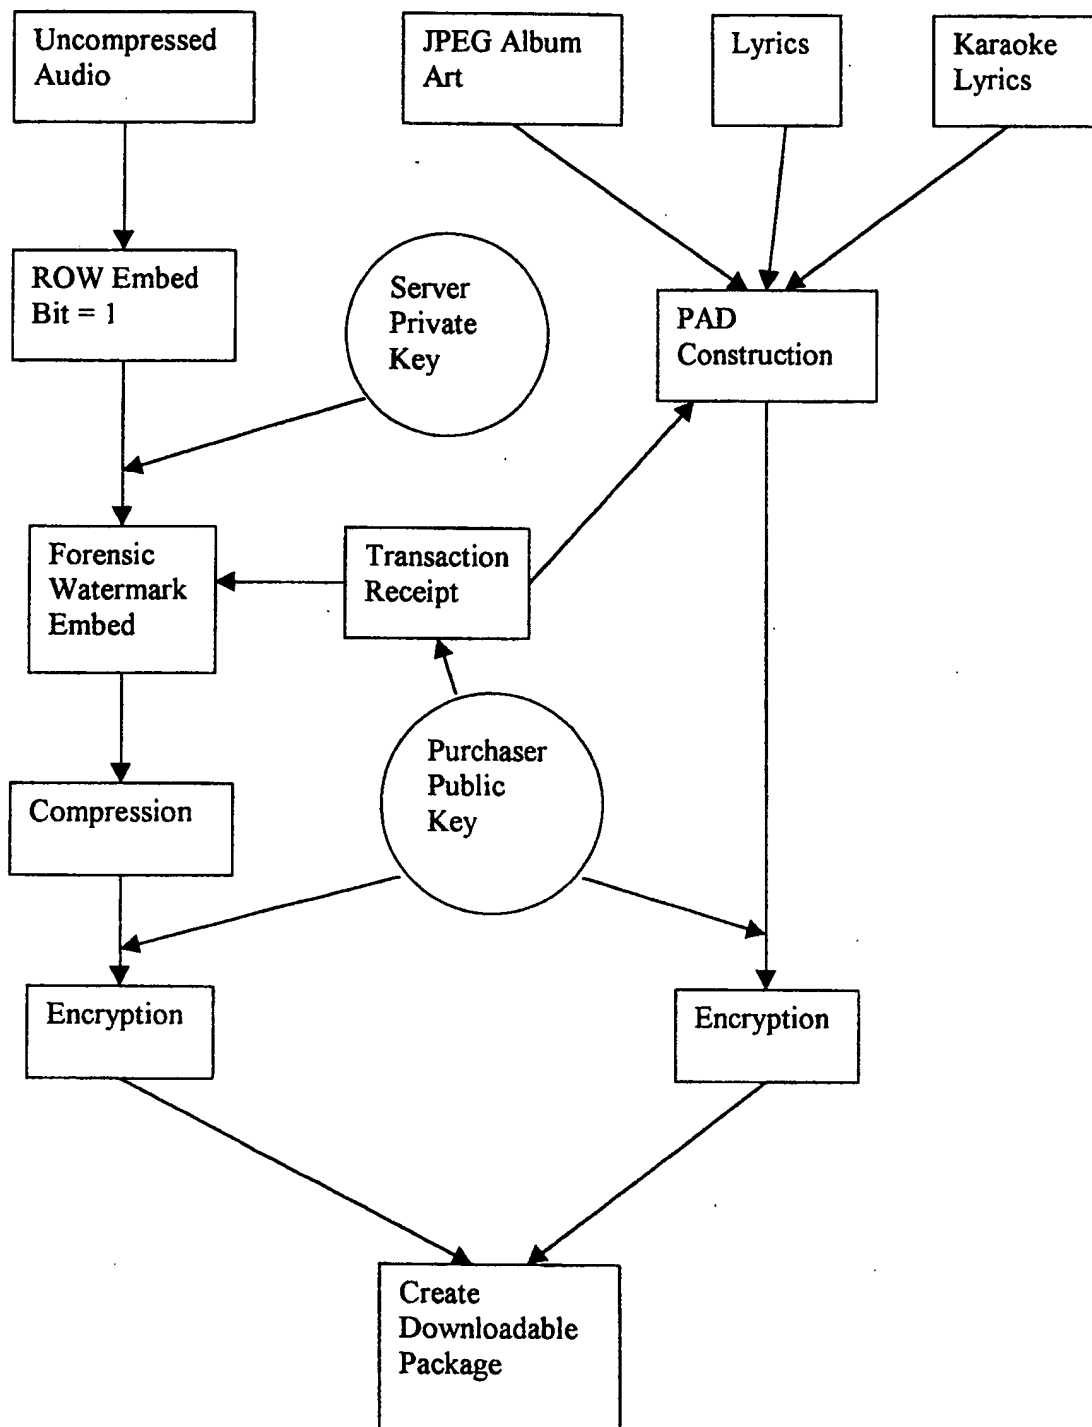 Uncompressed
Audio
JPEG Album
Art
Lyrics
Karaoke
Lyrics
ROW Embed
Bit = 1
Server
Private
Key
PAD
Construction
Forensic
Watermark
Embed
Transaction
Receipt
Purchaser
Public
Key
Compression
Encryption
Encryption
Create
Downloadable
Package